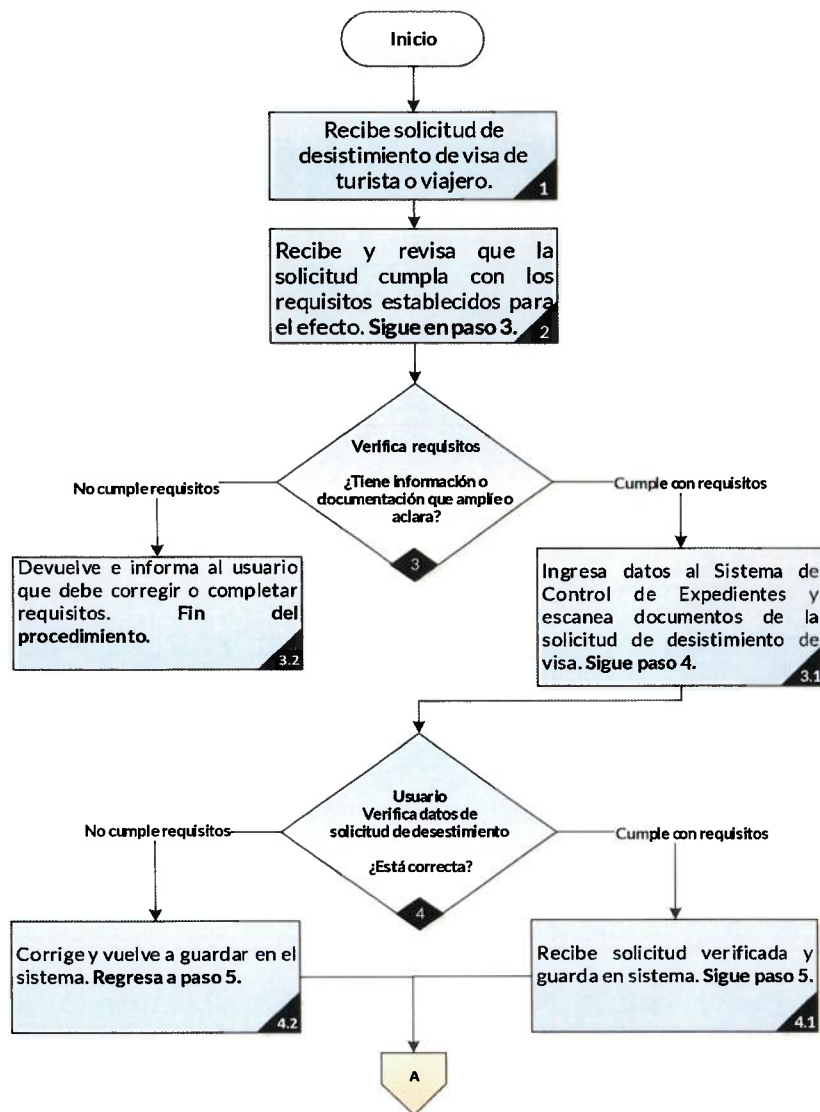 Inicio
Recibe solicitud de
desistimiento de visa de
turista o viajero.
1
Recibe y revisa que la
solicitud cumpla con los
requisitos establecidos para
el efecto. Sigue en paso 3.
2
Verifica requisitos
¿Tiene información o
documentación que amplíe o
aclara?
3
No cumple requisitos
Cumple con requisitos
Devuelve e informa al usuario
que debe corregir o completar
requisitos. Fin del
procedimiento.
3.2
Ingresa datos al Sistema de
Control de Expedientes y
escanea documentos de la
solicitud de desistimiento de
visa. Sigue paso 4.
3.1
Usuario
Verifica datos de
solicitud de desestimiento
¿Está correcta?
4
No cumple requisitos
Cumple con requisitos
Corrige y vuelve a guardar en el
sistema. Regresa a paso 5.
4.2
Recibe solicitud verificada y
guarda en sistema. Sigue paso 5.
4.1
A